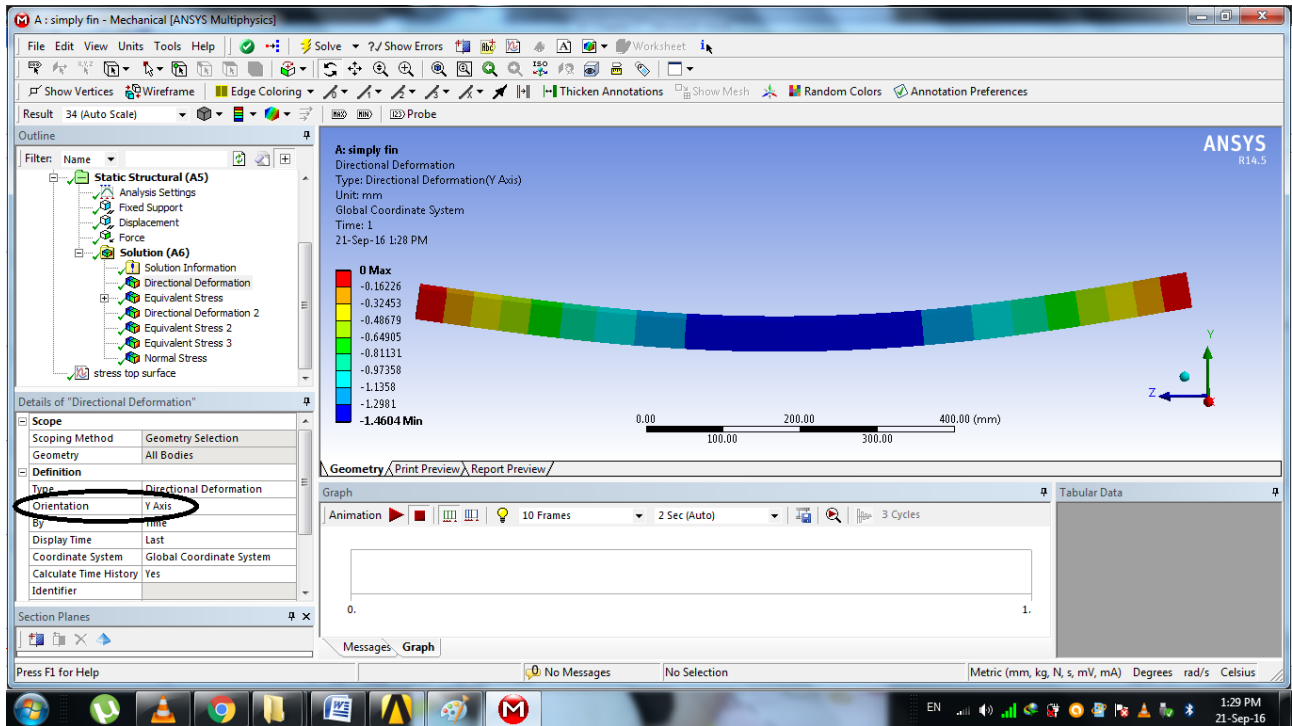 A : simply fin - Mechanical [ANSYS Multiphysics]
File Edit View Units Tools Help Solve ?✓ Show Errors Worksheet
Show Vertices Wireframe Edge Coloring Thicken Annotations Show Mesh Random Colors Annotation Preferences
Result 34 (Auto Scale) MAX MIN Probe
Outline
Filter: Name
Static Structural (A5)
Analysis Settings
Fixed Support
Displacement
Force
Solution (A6)
Solution Information
Directional Deformation
Equivalent Stress
Directional Deformation 2
Equivalent Stress 2
Equivalent Stress 3
Normal Stress
stress top surface
Details of "Directional Deformation"
Scope
Scoping Method Geometry Selection
Geometry All Bodies
Definition
Type Directional Deformation
Orientation Y Axis
By Time
Display Time Last
Coordinate System Global Coordinate System
Calculate Time History Yes
Identifier
Section Planes
A: simply fin
Directional Deformation
Type: Directional Deformation(Y Axis)
Unit: mm
Global Coordinate System
Time: 1
21-Sep-16 1:28 PM
ANSYS
R14.5
0 Max
-0.16226
-0.32453
-0.48679
-0.64905
-0.81131
-0.97358
-1.1358
-1.2981
-1.4604 Min
0.00 200.00 400.00 (mm)
100.00 300.00
Y
Z
Geometry Print Preview Report Preview
Graph
Animation 10 Frames 2 Sec (Auto) 3 Cycles
0. 1.
Messages Graph
Tabular Data
Press F1 for Help 0 No Messages No Selection Metric (mm, kg, N, s, mV, mA) Degrees rad/s Celsius
EN 1:29 PM
21-Sep-16